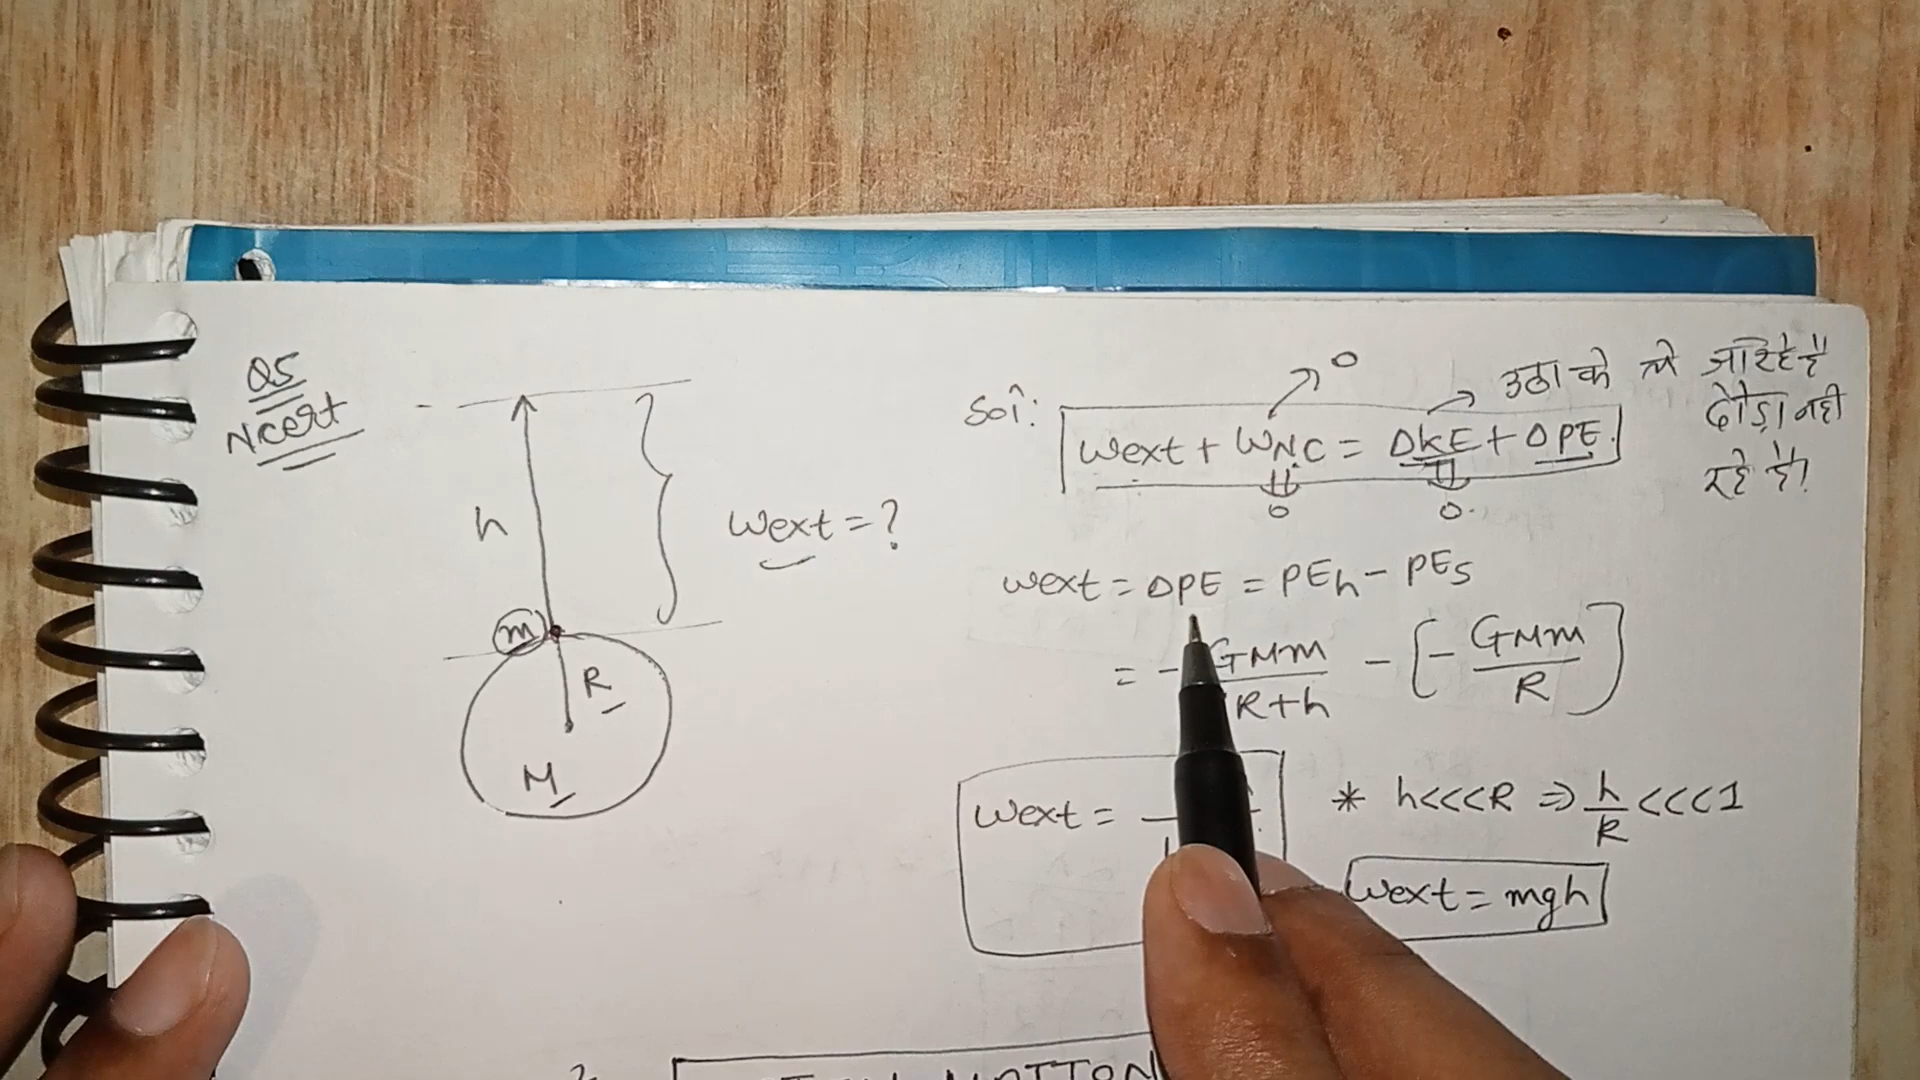 Q5
Ncert
h
m
R
M
Wext = ?
Sol:
0
Wext + WNC = ΔKE + ΔPE.
0 0.
उठा के ले जा रहे है
दौड़ा नही
रहे है।
Wext = ΔPE = PEh - PEs
= - GMm/R+h - [- GMm/R]
Wext =
* h<<<R ⇒ h/R <<<1
Wext = mgh
MOTION